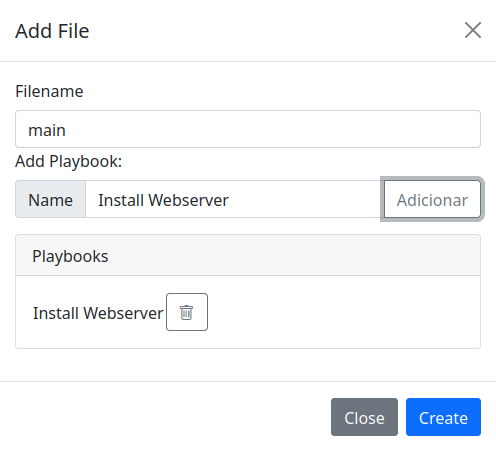 Add File
Filename
main
Add Playbook:
Name Install Webserver Adicionar
Playbooks
Install Webserver
Close Create